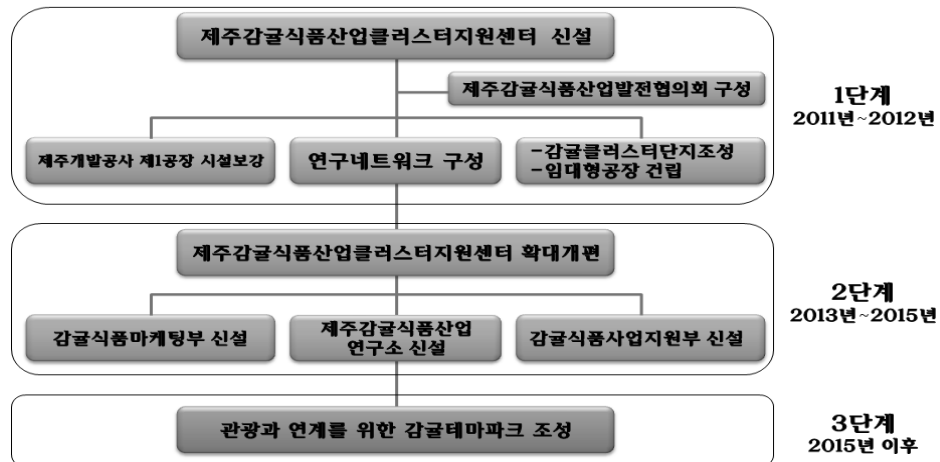 제주감귤식품산업클러스터지원센터 신설
제주감귤식품산업발전협의회 구성
1단계
2011년~2012년
제주개발공사 제1공장 시설보강
연구네트워크 구성
-감귤클러스터단지조성
-임대형공장 건립
제주감귤식품산업클러스터지원센터 확대개편
2단계
2013년~2015년
감귤식품마케팅부 신설
제주감귤식품산업
연구소 신설
감귤식품사업지원부 신설
관광과 연계를 위한 감귤테마파크 조성
3단계
2015년 이후